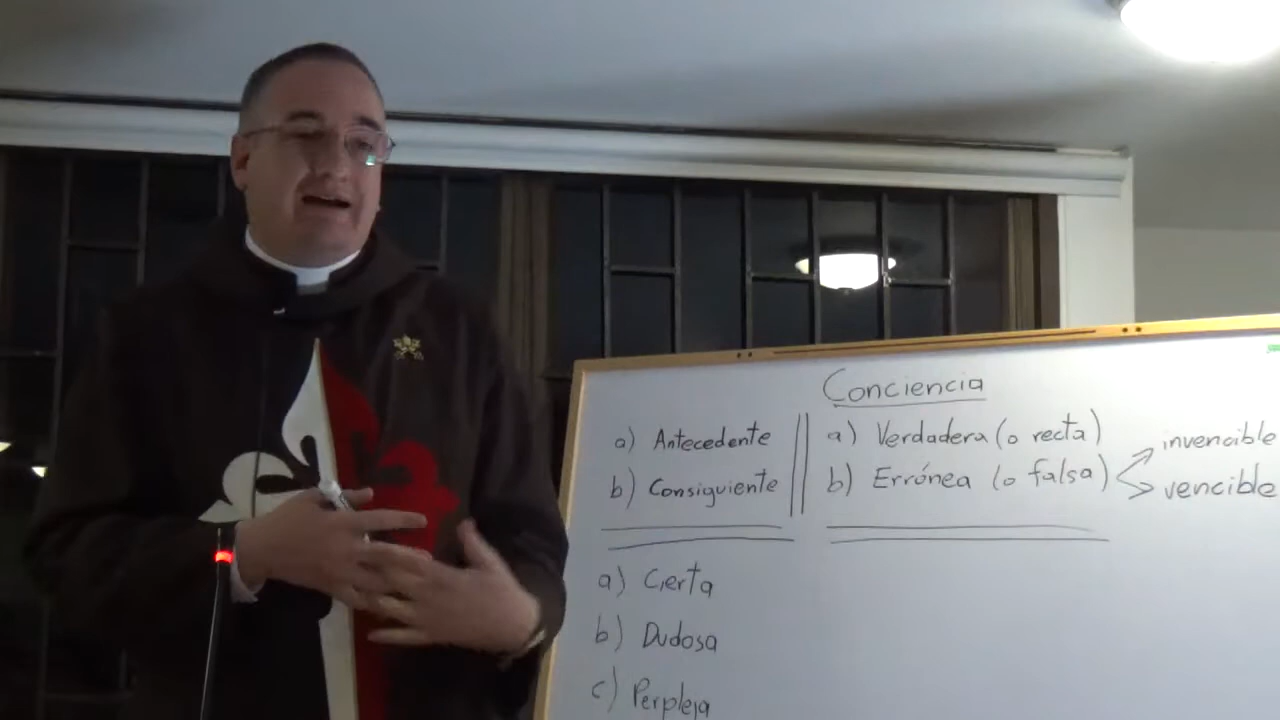 Conciencia
a) Antecedente
b) Consiguiente
a) Verdadera (o recta)
b) Errónea (o falsa)
invencible
vencible
a) Cierta
b) Dudosa
c) Perpleja